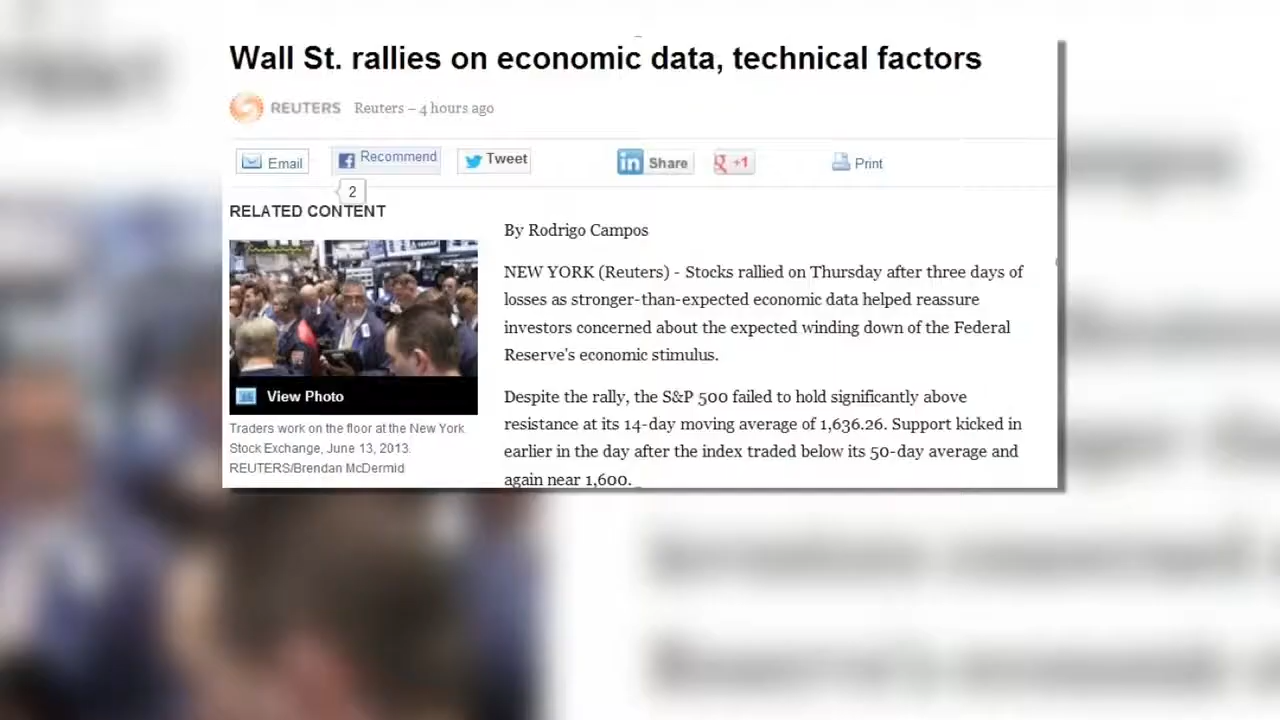 Wall St. rallies on economic data, technical factors
REUTERS Reuters – 4 hours ago
Email Recommend Tweet Share +1 Print
2
RELATED CONTENT
View Photo
Traders work on the floor at the New York
Stock Exchange, June 13, 2013.
REUTERS/Brendan McDermid
By Rodrigo Campos
NEW YORK (Reuters) - Stocks rallied on Thursday after three days of
losses as stronger-than-expected economic data helped reassure
investors concerned about the expected winding down of the Federal
Reserve's economic stimulus.
Despite the rally, the S&P 500 failed to hold significantly above
resistance at its 14-day moving average of 1,636.26. Support kicked in
earlier in the day after the index traded below its 50-day average and
again near 1,600.